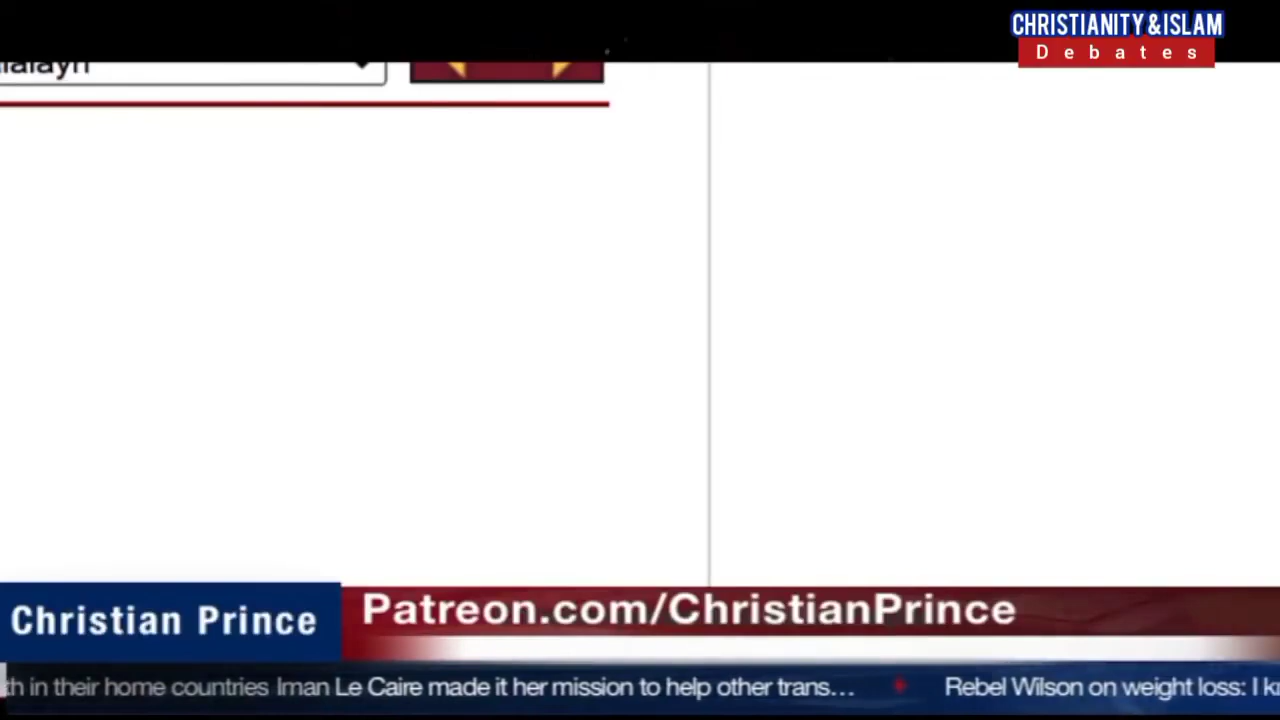 CHRISTIANITY & ISLAM
Debates
Christian Prince
Patreon.com/ChristianPrince
in their home countries Iman Le Caire made it her mission to help other trans... Rebel Wilson on weight loss: I